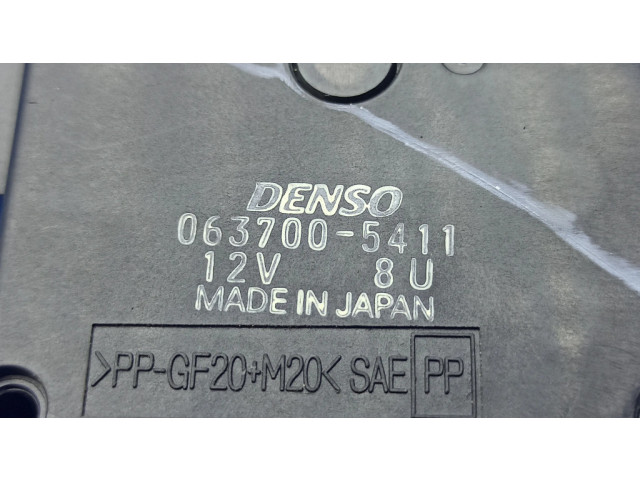 DENSO
063700-5411
12V 8U
MADE IN JAPAN
>PP-GF20+M20< SAE PP